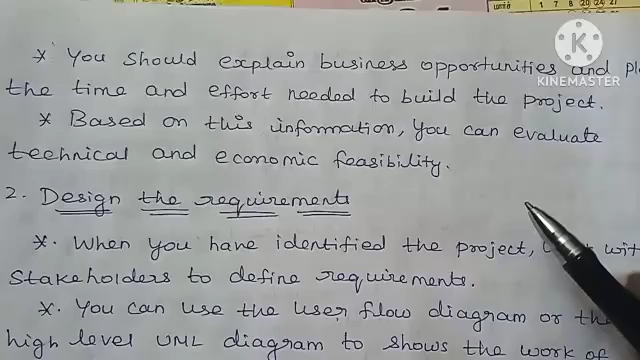 * You should explain business opportunities and
the time and effort needed to build the project.
* Based on this information, you can evaluate
technical and economic feasibility.
2. Design the requirements
*. When you have identified the project, with
stakeholders to define requirements.
*. You can use the user flow diagram or the
high level UML diagram to shows the work of
KINEMASTER